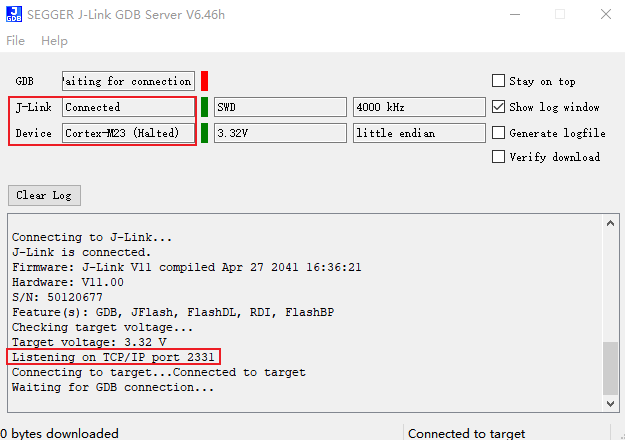 J GDB SEGGER J-Link GDB Server V6.46h
File Help
GDB Waiting for connection Stay on top
J-Link Connected SWD 4000 kHz Show log window
Device Cortex-M23 (Halted) 3.32V little endian Generate logfile
Verify download
Clear Log
Connecting to J-Link...
J-Link is connected.
Firmware: J-Link V11 compiled Apr 27 2041 16:36:21
Hardware: V11.00
S/N: 50120677
Feature(s): GDB, JFlash, FlashDL, RDI, FlashBP
Checking target voltage...
Target voltage: 3.32 V
Listening on TCP/IP port 2331
Connecting to target...Connected to target
Waiting for GDB connection...
0 bytes downloaded Connected to target